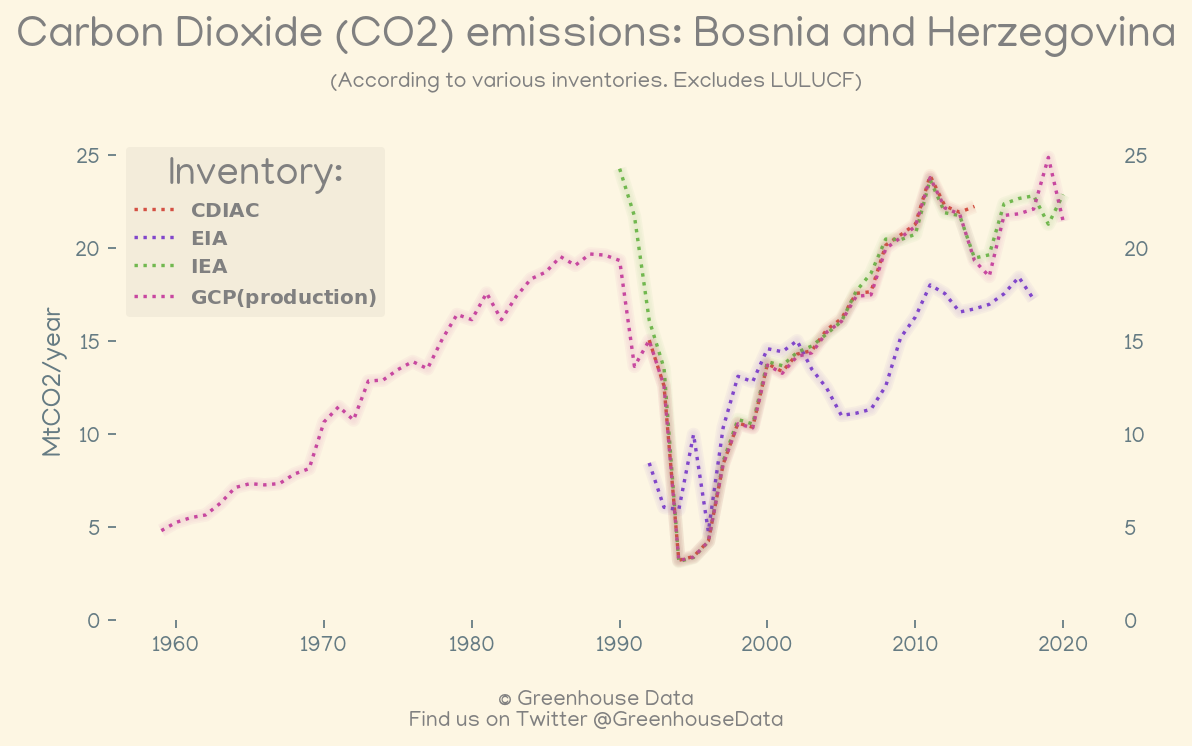 Carbon Dioxide (CO2) emissions: Bosnia and Herzegovina
(According to various inventories. Excludes LULUCF)
Inventory:
CDIAC
EIA
IEA
GCP(production)
MtCO2/year
25
20
15
10
5
0
25
20
15
10
5
0
1960 1970 1980 1990 2000 2010 2020
© Greenhouse Data
Find us on Twitter @GreenhouseData